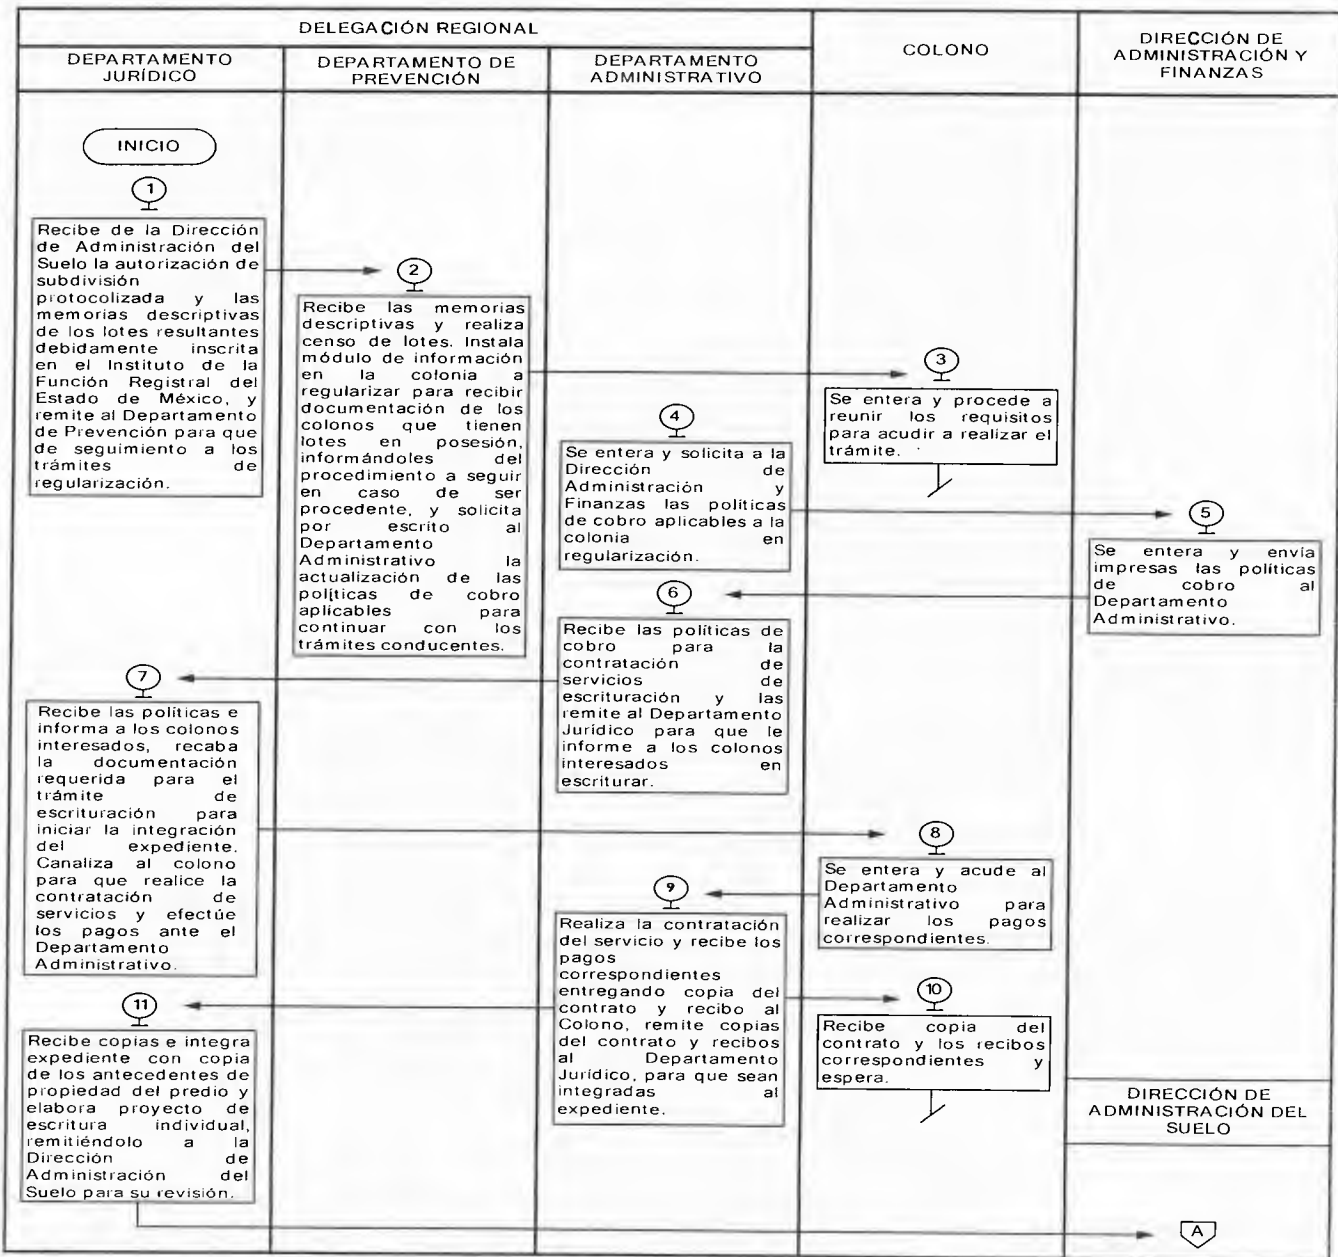 DELEGACIÓN REGIONAL
COLONO
DIRECCIÓN DE
ADMINISTRACIÓN Y
FINANZAS
DEPARTAMENTO
JURÍDICO
DEPARTAMENTO DE
PREVENCIÓN
DEPARTAMENTO
ADMINISTRATIVO
INICIO
1
Recibe de la Dirección
de Administración del
Suelo la autorización de
subdivisión
protocolizada y las
memorias descriptivas
de los lotes resultantes
debidamente inscrita
en el Instituto de la
Función Registral del
Estado de México, y
remite al Departamento
de Prevención para que
de seguimiento a los
trámites de
regularización.
2
Recibe las memorias
descriptivas y realiza
censo de lotes. Instala
módulo de información
en la colonia a
regularizar para recibir
documentación de los
colonos que tienen
lotes en posesión,
informándoles del
procedimiento a seguir
en caso de ser
procedente, y solicita
por escrito al
Departamento
Administrativo la
actualización de las
políticas de cobro
aplicables para
continuar con los
trámites conducentes.
3
Se entera y procede a
reunir los requisitos
para acudir a realizar el
trámite.
4
Se entera y solicita a la
Dirección de
Administración y
Finanzas las políticas
de cobro aplicables a la
colonia en
regularización.
5
Se entera y envía
impresas las políticas
de cobro al
Departamento
Administrativo.
6
Recibe las políticas de
cobro para la
contratación de
servicios de
escrituración y las
remite al Departamento
Jurídico para que le
informe a los colonos
interesados en
escriturar.
7
Recibe las políticas e
informa a los colonos
interesados, recaba
la documentación
requerida para el
trámite de
escrituración para
iniciar la integración
del expediente.
Canaliza al colono
para que realice la
contratación de
servicios y efectúe
los pagos ante el
Departamento
Administrativo.
8
Se entera y acude al
Departamento
Administrativo para
realizar los pagos
correspondientes.
9
Realiza la contratación
del servicio y recibe los
pagos
correspondientes
entregando copia del
contrato y recibo al
Colono, remite copias
del contrato y recibos
al Departamento
Jurídico, para que sean
integradas al
expediente.
10
Recibe copia del
contrato y los recibos
correspondientes y
espera.
11
Recibe copias e integra
expediente con copia
de los antecedentes de
propiedad del predio y
elabora proyecto de
escritura individual,
remitiéndolo a la
Dirección de
Administración del
Suelo para su revisión.
DIRECCIÓN DE
ADMINISTRACIÓN DEL
SUELO
A